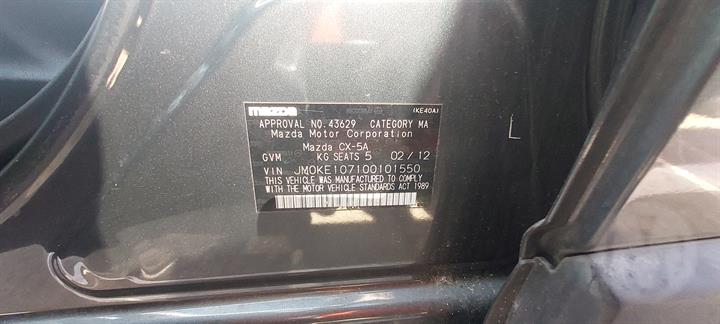 mazda (KE40A)
APPROVAL NO.43629 CATEGORY MA
Mazda Motor Corporation
Mazda CX-5A
GVM KG SEATS 5 02/12
VIN JM0KE107100101550
THIS VEHICLE WAS MANUFACTURED TO COMPLY
WITH THE MOTOR VEHICLE STANDARDS ACT 1989